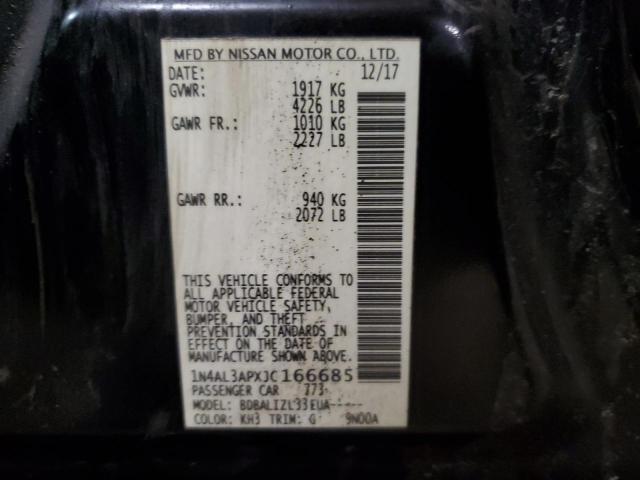 MFD BY NISSAN MOTOR CO., LTD.
DATE: 12/17
GVWR: 1917 KG
4226 LB
GAWR FR.: 1010 KG
2227 LB
GAWR RR.: 940 KG
2072 LB
THIS VEHICLE CONFORMS TO
ALL APPLICABLE FEDERAL
MOTOR VEHICLE SAFETY,
BUMPER, AND THEFT
PREVENTION STANDARDS IN
EFFECT ON THE DATE OF
MANUFACTURE SHOWN ABOVE.
1N4AL3APXJC166685
PASSENGER CAR 773
MODEL: BDBALIZL33EUA-----
COLOR: KH3 TRIM: G 9N00A